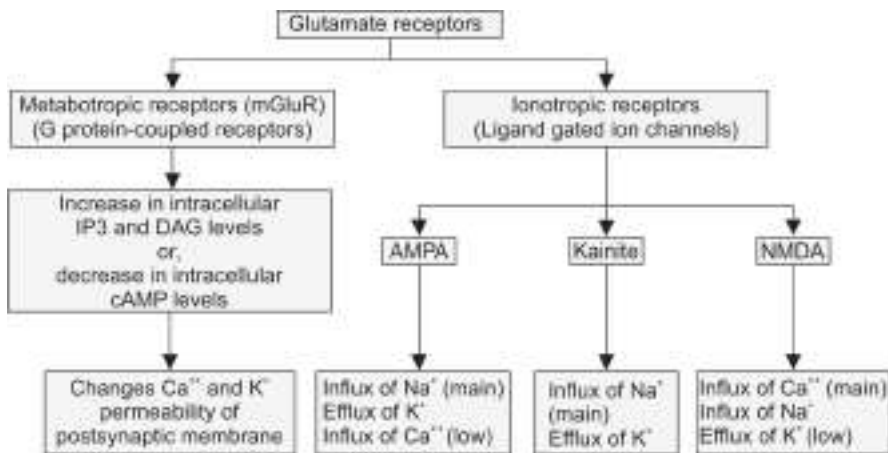 Glutamate receptors
Metabotropic receptors (mGluR)
(G protein-coupled receptors)
Ionotropic receptors
(Ligand gated ion channels)
Increase in intracellular
IP3 and DAG levels
or,
decrease in intracellular
cAMP levels
AMPA
Kainite
NMDA
Changes Ca⁺⁺ and K⁺
permeability of
postsynaptic membrane
Influx of Na⁺ (main)
Efflux of K⁺
Influx of Ca⁺⁺ (low)
Influx of Na⁺
(main)
Efflux of K⁺
Influx of Ca⁺⁺ (main)
Influx of Na⁺
Efflux of K⁺ (low)